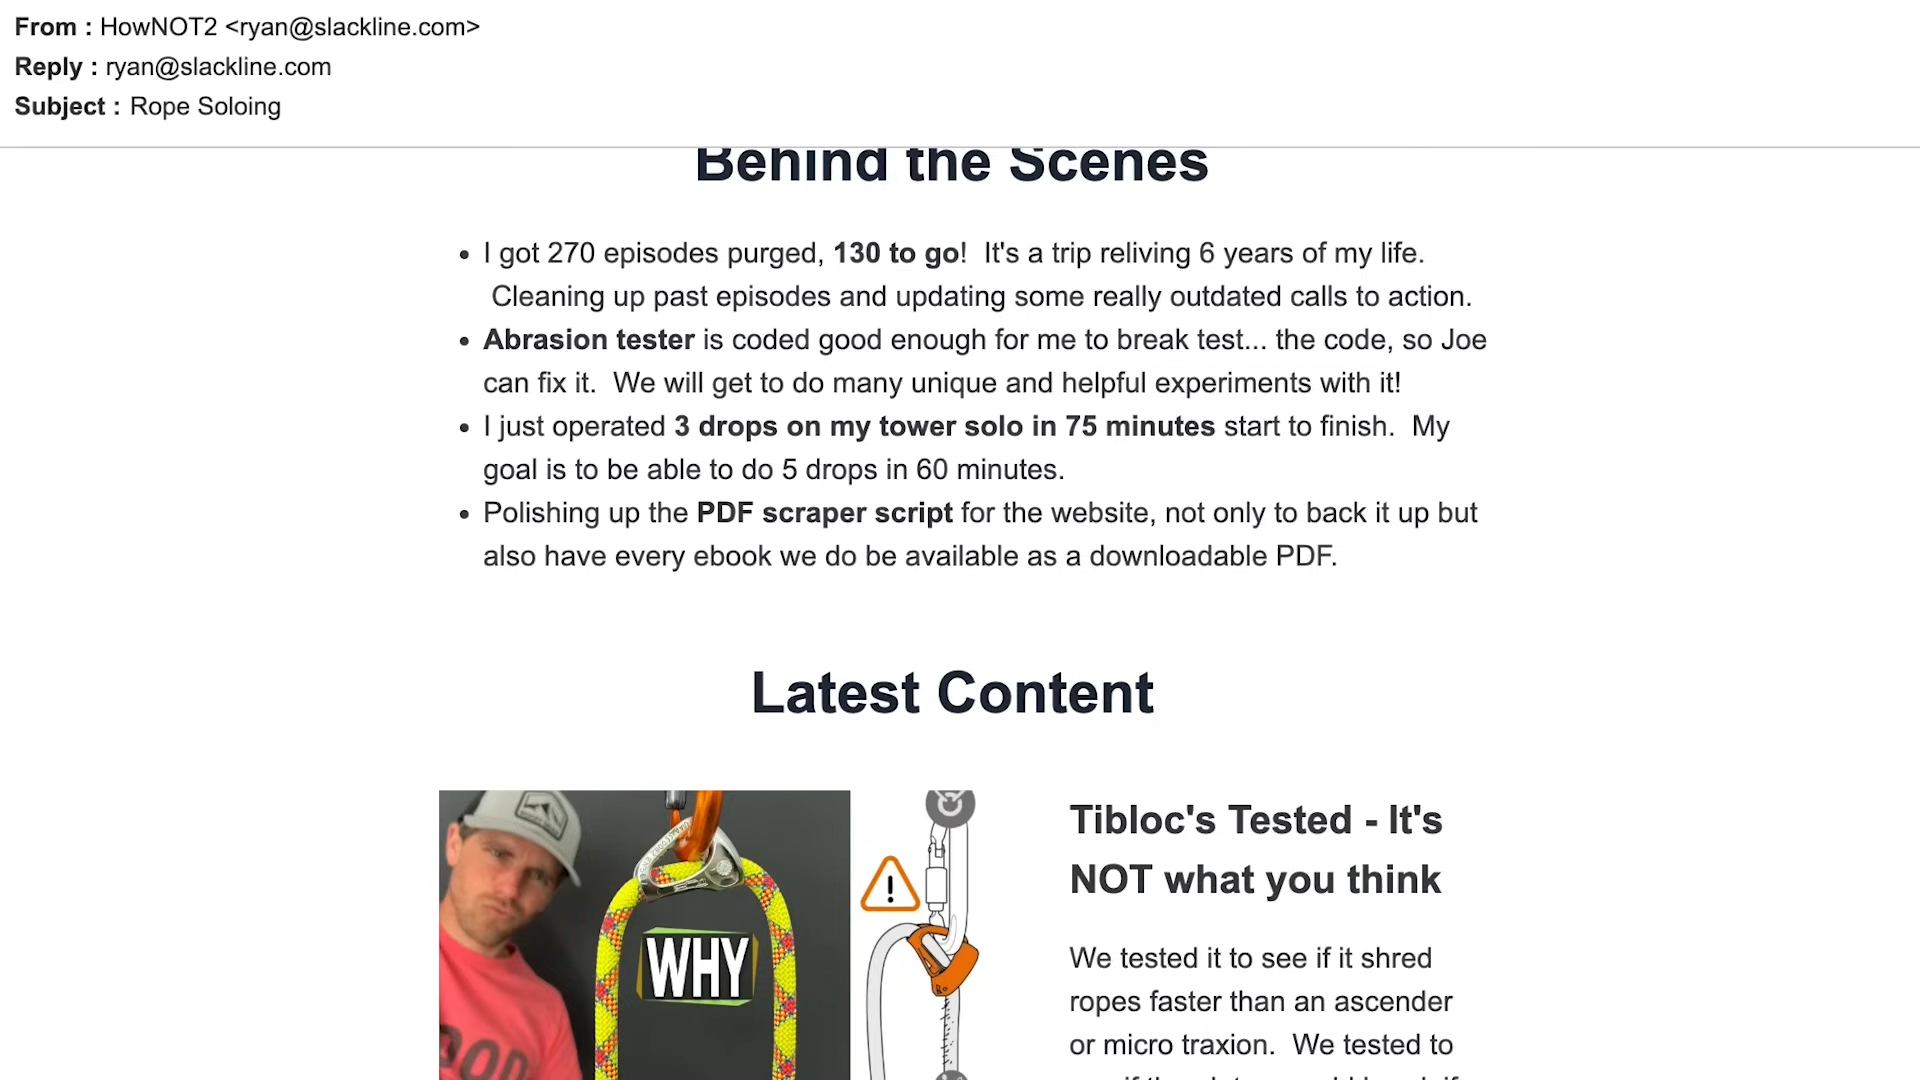 From : HowNOT2 <ryan@slackline.com>
Reply : ryan@slackline.com
Subject : Rope Soloing
Behind the Scenes
• I got 270 episodes purged, 130 to go!  It's a trip reliving 6 years of my life.
Cleaning up past episodes and updating some really outdated calls to action.
• Abrasion tester is coded good enough for me to break test... the code, so Joe
can fix it.  We will get to do many unique and helpful experiments with it!
• I just operated 3 drops on my tower solo in 75 minutes start to finish.  My
goal is to be able to do 5 drops in 60 minutes.
• Polishing up the PDF scraper script for the website, not only to back it up but
also have every ebook we do be available as a downloadable PDF.
Latest Content
WHY
Tibloc's Tested - It's
NOT what you think
We tested it to see if it shred
ropes faster than an ascender
or micro traxion.  We tested to